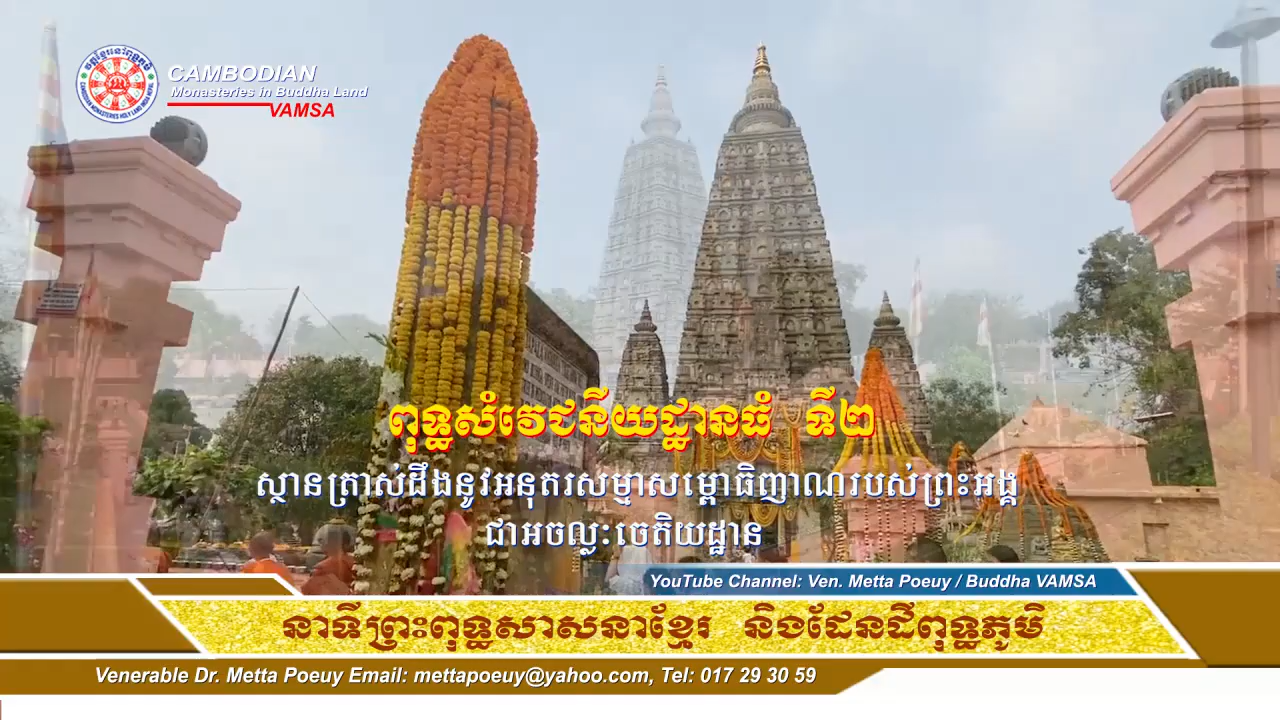 CAMBODIAN
Monasteries in Buddha Land
VAMSA
ពុទ្ធសំវេជនីយដ្ឋានធំ ទី២
ស្ថានត្រាស់ដឹងនូវអនុត្តរសម្មាសម្ពោធិញាណរបស់ព្រះអង្គ
ជាអចល្លៈចេតិយដ្ឋាន
YouTube Channel: Ven. Metta Poeuy / Buddha VAMSA
នាទីព្រះពុទ្ធសាសនាខ្មែរ និងដែនដីពុទ្ធភូមិ
Venerable Dr. Metta Poeuy Email: mettapoeuy@yahoo.com, Tel: 017 29 30 59